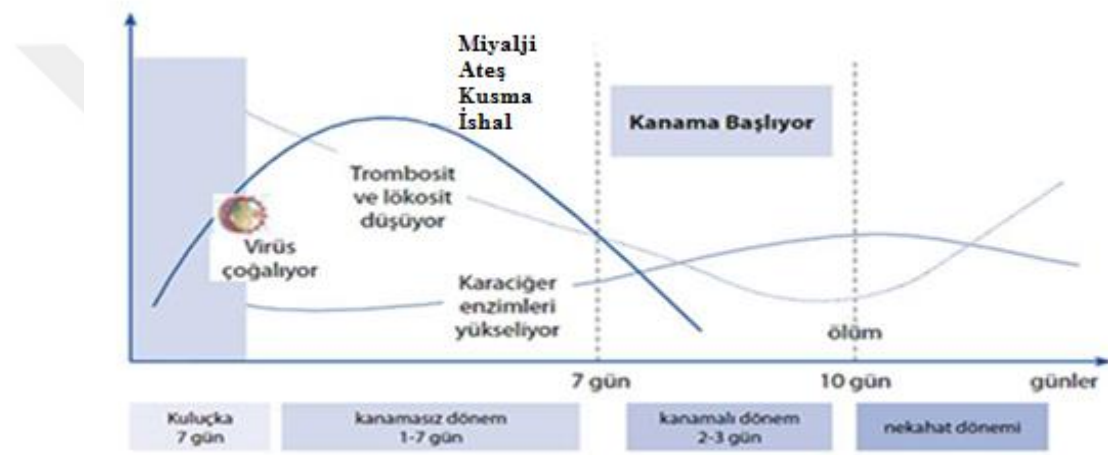 Miyalji
Ateş
Kusma
İshal
Kanama Başlıyor
Trombosit
ve lökosit
düşüyor
Virüs
çoğalıyor
Karaciğer
enzimleri
yükseliyor
ölüm
7 gün
10 gün
günler
Kuluçka
7 gün
kanamasız dönem
1-7 gün
kanamalı dönem
2-3 gün
nekahat dönemi